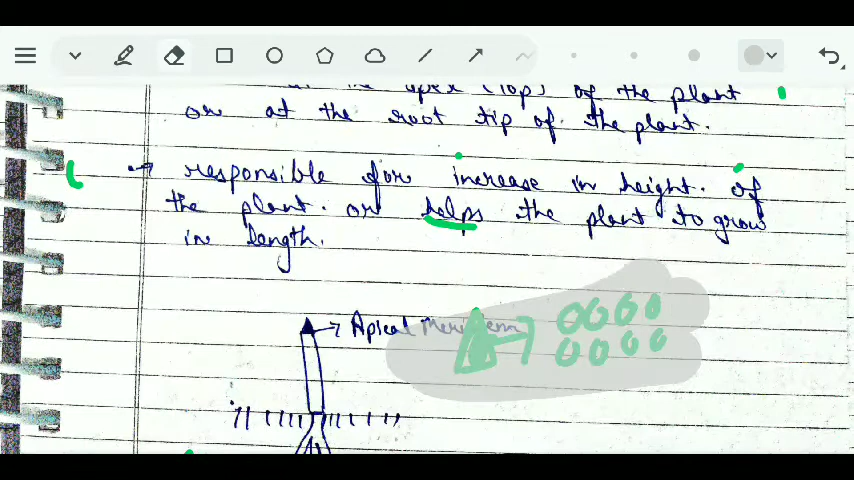 at the apex (top) of the plant
or at the root tip of the plant.
→ responsible for increase in height. of
the plant. or helps the plant to grow
in length.
→ Apical Meristem